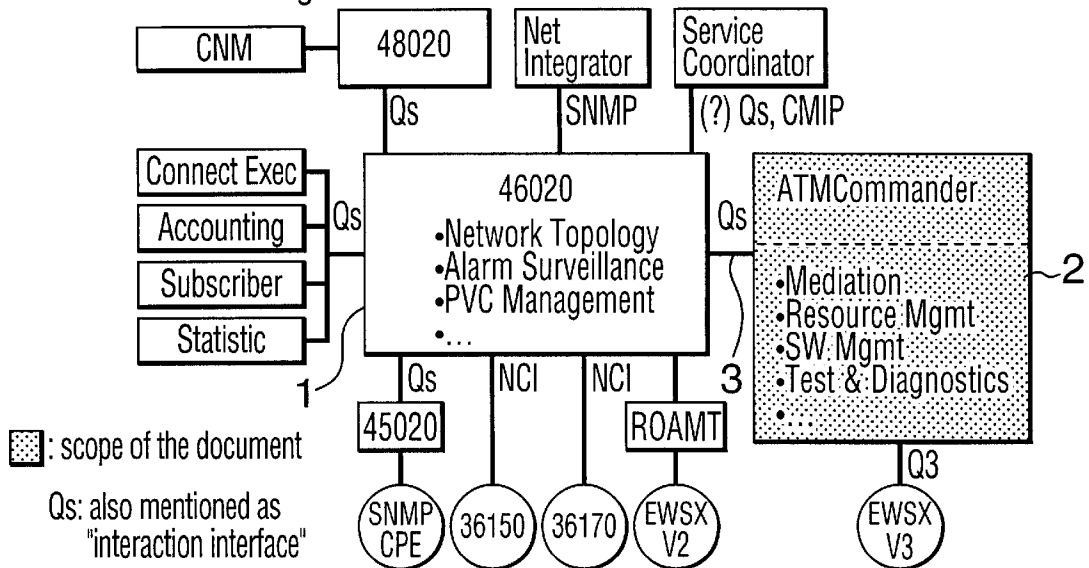 CNM
48020
Net
Integrator
Service
Coordinator
Qs
SNMP
(?) Qs, CMIP
Connect Exec
Accounting
Subscriber
Statistic
Qs
46020
•Network Topology
•Alarm Surveillance
•PVC Management
•...
1
Qs
3
ATMCommander
•Mediation
•Resource Mgmt
•SW Mgmt
•Test & Diagnostics
•...
2
Qs
NCI
NCI
45020
ROAMT
Q3
SNMP
CPE
36150
36170
EWSX
V2
EWSX
V3
: scope of the document
Qs: also mentioned as
"interaction interface"